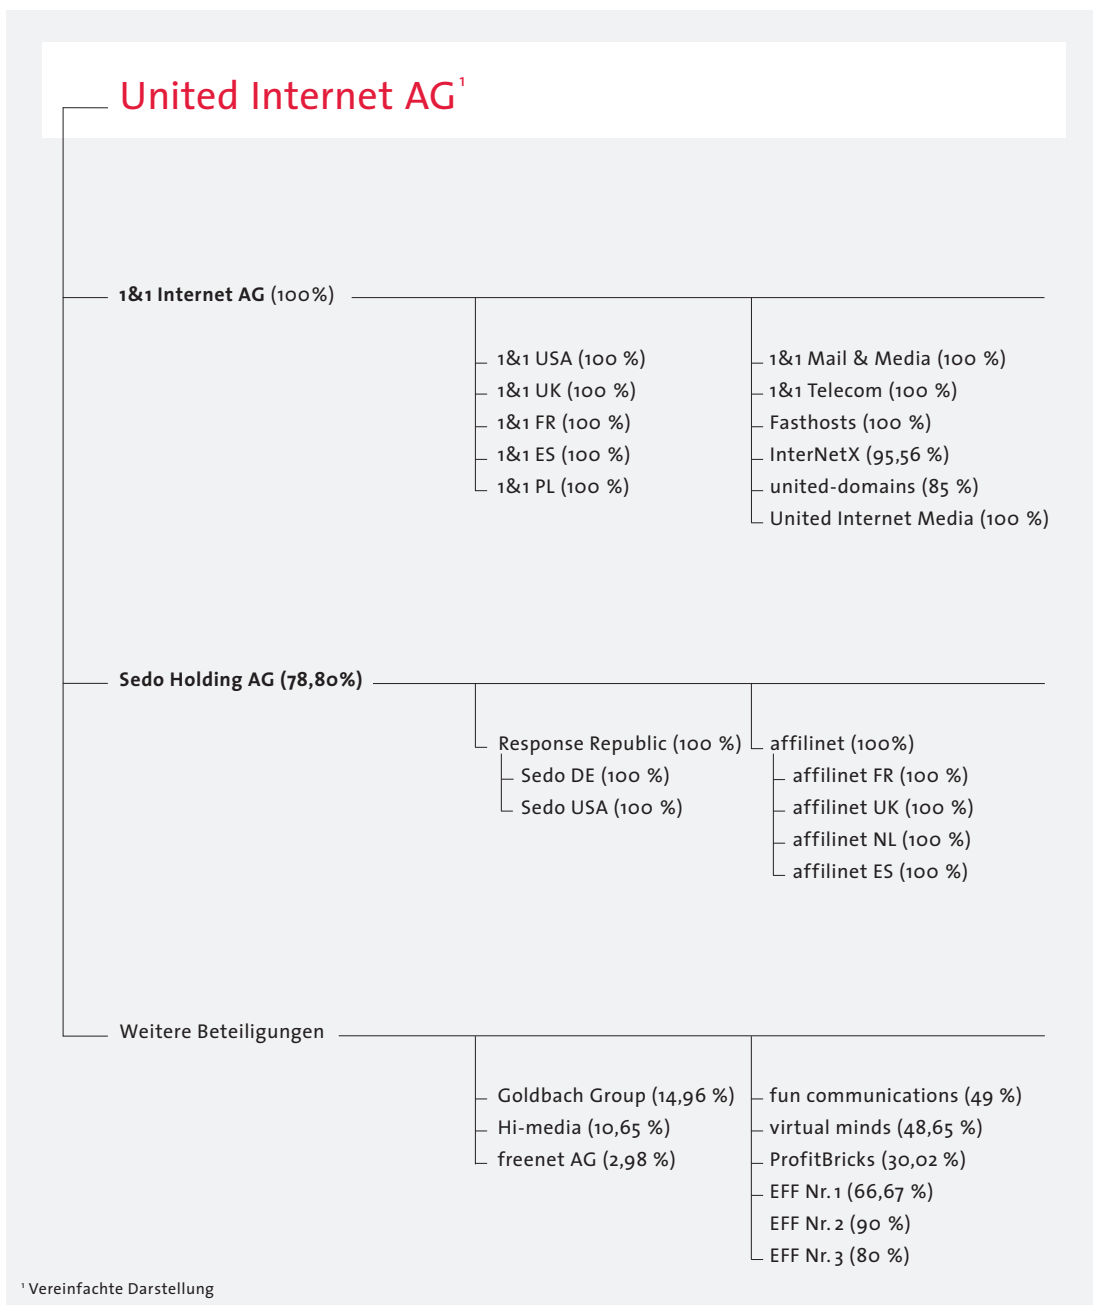 United Internet AG¹
1&1 Internet AG (100%)
1&1 USA (100 %)
1&1 UK (100 %)
1&1 FR (100 %)
1&1 ES (100 %)
1&1 PL (100 %)
1&1 Mail & Media (100 %)
1&1 Telecom (100 %)
Fasthosts (100 %)
InterNetX (95,56 %)
united-domains (85 %)
United Internet Media (100 %)
Sedo Holding AG (78,80%)
Response Republic (100 %)
Sedo DE (100 %)
Sedo USA (100 %)
affilinet (100%)
affilinet FR (100 %)
affilinet UK (100 %)
affilinet NL (100 %)
affilinet ES (100 %)
Weitere Beteiligungen
Goldbach Group (14,96 %)
Hi-media (10,65 %)
freenet AG (2,98 %)
fun communications (49 %)
virtual minds (48,65 %)
ProfitBricks (30,02 %)
EFF Nr. 1 (66,67 %)
EFF Nr. 2 (90 %)
EFF Nr. 3 (80 %)
¹ Vereinfachte Darstellung